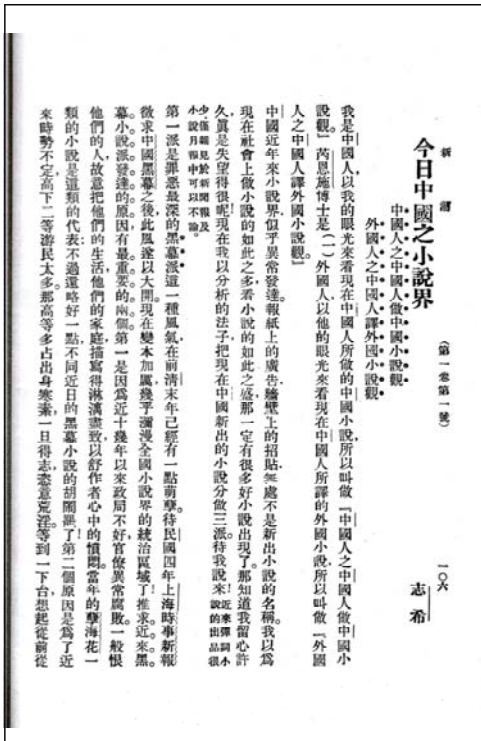 新潮 (第一卷第一號) 一〇六
今日中國之小說界 志希
中國人之中國人做中國小說觀
外國人之中國人譯外國小說觀
我是中國人以我的眼光來看現在中國人所做的中國小說所以叫做『中國人之中國人做中國小
說觀』芮恩施博士是(一)外國人以他的眼光來看現在中國人所譯的外國小說所以叫做『外國
人之中國人譯外國小說觀』
中國近年來小說界似乎異常發達報紙上的廣告牆壁上的招貼無處不是新出小說的名稱。我以爲
現在社會上做小說的如此之多看小說的如此之盛那一定有很多好小說出現了。那知道我留心許
久眞是失望得很呢！現在我以分析的法子把現在中國新出的小說分做三派待我說來！近來彈詞小說的出品很
少僅雜見於新聞報及小說月報中可以不論。
第一派是罪惡最深的黑幕派這一種風氣在前清末年已經有一點萌孽待民國四年上海時事新報
徵求中國黑幕之後此風遂以大開。現在變本加厲幾乎瀰漫全國小說界的統治區域了！推求近來黑
幕小說派發達的原因有最重要的兩個。第一是因爲近十幾年以來政局不好官僚異常腐敗一般恨
他們的人故意把他們的生活他們的家庭描寫得淋漓盡致以舒作者心中的憤悶當年的孽海花一
類的小說是這類的代表不過還略好一點不同近日的黑幕小說的胡鬧罷了！第二個原因是爲了近
來時勢不定高下二等游民太多。那高等多占出身寒素一旦得志恣意荒淫。等到一下台想起從前從